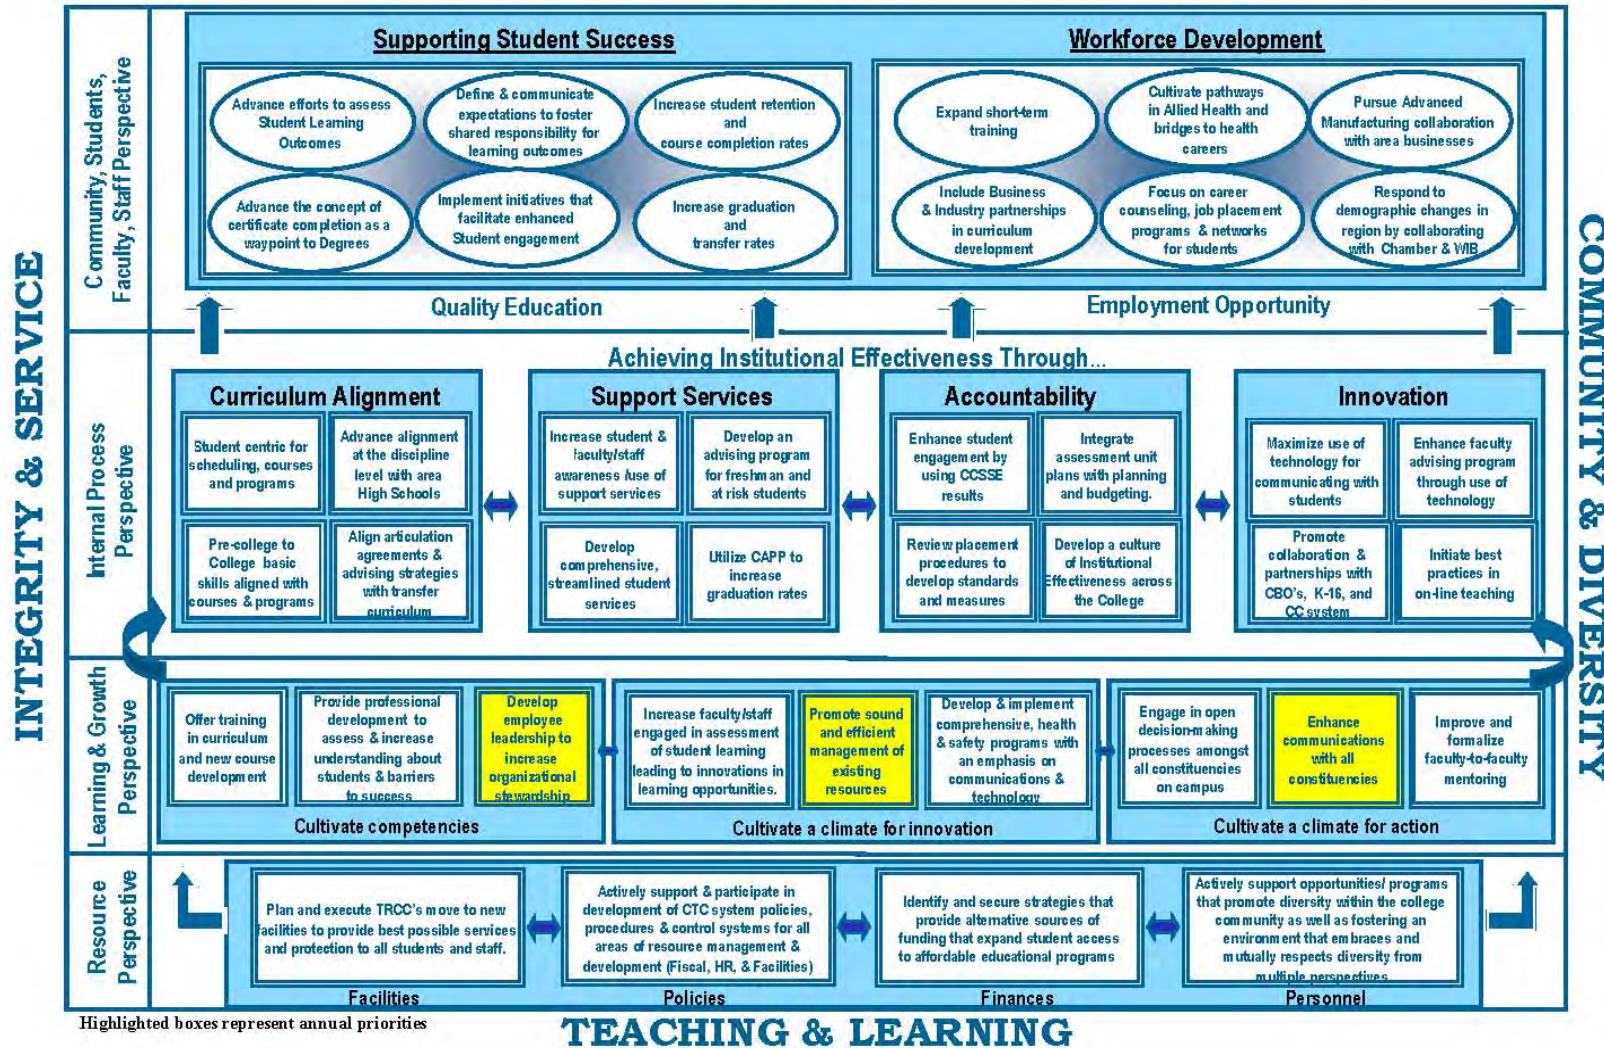 Supporting Student Success
Workforce Development
Community, Students,
Faculty, Staff Perspective
Advance efforts to assess
Student Learning
Outcomes
Define & communicate
expectations to foster
shared responsibility for
learning outcomes
Increase student retention
and
course completion rates
Advance the concept of
certificate completion as a
waypoint to Degrees
Implement initiatives that
facilitate enhanced
Student engagement
Increase graduation
and
transfer rates
Expand short-term
training
Cultivate pathways
in Allied Health and
bridges to health
careers
Pursue Advanced
Manufacturing collaboration
with area businesses
Include Business
& Industry partnerships
in curriculum
development
Focus on career
counseling, job placement
programs & networks
for students
Respond to
demographic changes in
region by collaborating
with Chamber & WIB
Quality Education
Employment Opportunity
INTEGRITY & SERVICE
COMMUNITY & DIVERSITY
Internal Process
Perspective
Achieving Institutional Effectiveness Through...
Curriculum Alignment
Student centric for
scheduling, courses
and programs
Advance alignment
at the discipline
level with area
High Schools
Pre-college to
College basic
skills aligned with
courses & programs
Align articulation
agreements &
advising strategies
with transfer
curriculum
Support Services
Increase student &
faculty/staff
awareness /use of
support services
Develop an
advising program
for freshman and
at risk students
Develop
comprehensive,
streamlined student
services
Utilize CAPP to
increase
graduation rates
Accountability
Enhance student
engagement by
using CCSSE
results
Integrate
assessment unit
plans with planning
and budgeting.
Review placement
procedures to
develop standards
and measures
Develop a culture
of Institutional
Effectiveness across
the College
Innovation
Maximize use of
technology for
communicating with
students
Enhance faculty
advising program
through use of
technology
Promote
collaboration &
partnerships with
CBO's, K-16, and
CC system
Initiate best
practices in
on-line teaching
Learning & Growth
Perspective
Offer training
in curriculum
and new course
development
Provide professional
development to
assess & increase
understanding about
students & barriers
to success
Develop
employee
leadership to
increase
organizational
stewardship
Cultivate competencies
Increase faculty/staff
engaged in assessment
of student learning
leading to innovations in
learning opportunities.
Promote sound
and efficient
management of
existing
resources
Develop & implement
comprehensive, health
& safety programs with
an emphasis on
communications &
technology
Cultivate a climate for innovation
Engage in open
decision-making
processes amongst
all constituencies
on campus
Enhance
communications
with all
constituencies
Improve and
formalize
faculty-to-faculty
mentoring
Cultivate a climate for action
Resource
Perspective
Plan and execute TRCC's move to new
facilities to provide best possible services
and protection to all students and staff.
Facilities
Actively support & participate in
development of CTC system policies,
procedures & control systems for all
areas of resource management &
development (Fiscal, HR, & Facilities)
Policies
Identify and secure strategies that
provide alternative sources of
funding that expand student access
to affordable educational programs
Finances
Actively support opportunities/ programs
that promote diversity within the college
community as well as fostering an
environment that embraces and
mutually respects diversity from
multiple perspectives
Personnel
Highlighted boxes represent annual priorities
TEACHING & LEARNING